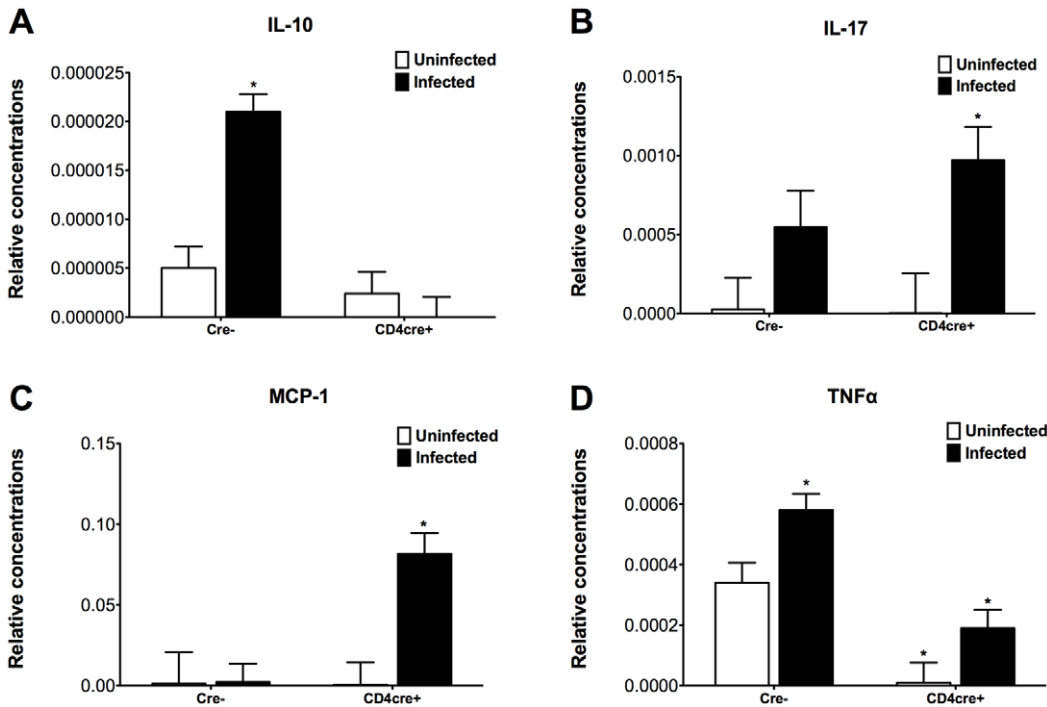 A
IL-10
Uninfected
Infected
Relative concentrations
0.000025
0.000020
0.000015
0.000010
0.000005
0.000000
*
Cre-
CD4cre+
B
IL-17
Uninfected
Infected
Relative concentrations
0.0015
0.0010
0.0005
0.0000
*
Cre-
CD4cre+
C
MCP-1
Uninfected
Infected
Relative concentrations
0.15
0.10
0.05
0.00
*
Cre-
CD4cre+
D
TNFα
Uninfected
Infected
Relative concentrations
0.0008
0.0006
0.0004
0.0002
0.0000
*
*
*
Cre-
CD4cre+